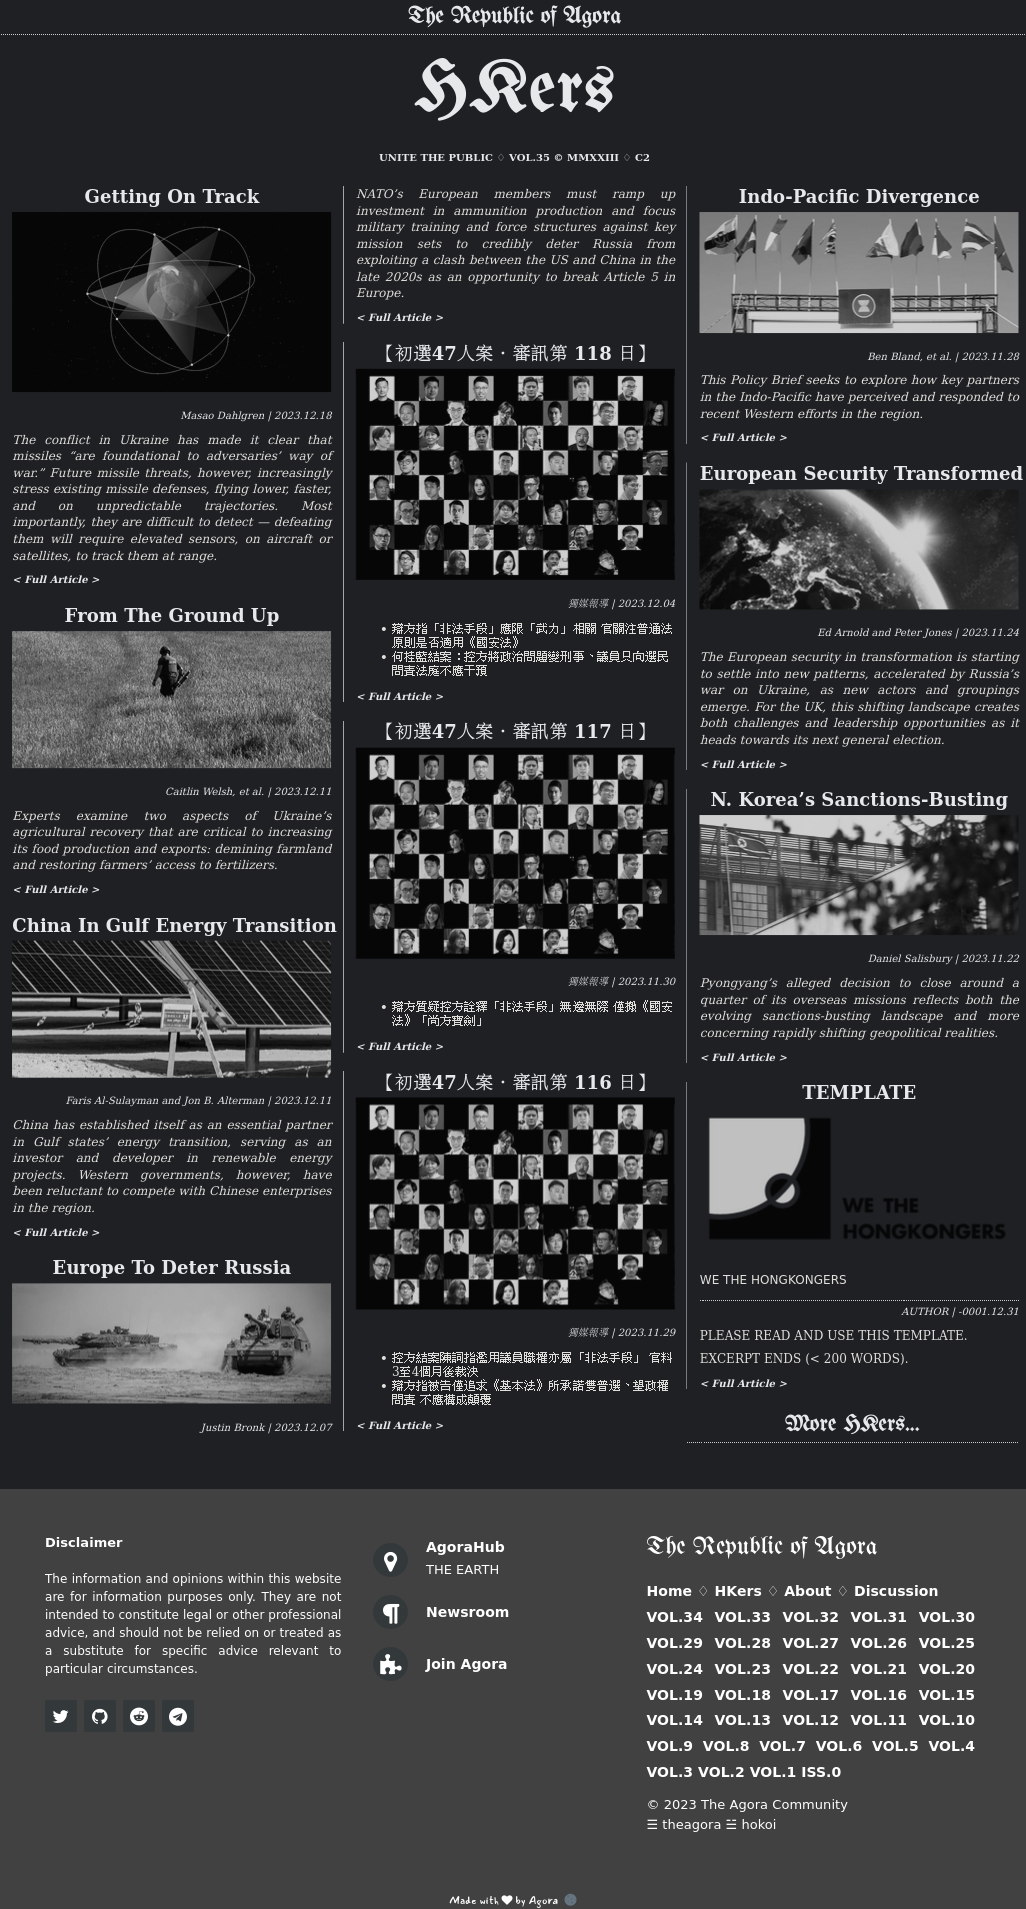 The Republic of Agora
HKers
UNITE THE PUBLIC ♢ VOL.35 © MMXXIII ♢ C2
Getting On Track
Masao Dahlgren | 2023.12.18
The conflict in Ukraine has made it clear that
missiles “are foundational to adversaries’ way of
war.” Future missile threats, however, increasingly
stress existing missile defenses, flying lower, faster,
and on unpredictable trajectories. Most
importantly, they are difficult to detect — defeating
them will require elevated sensors, on aircraft or
satellites, to track them at range.
< Full Article >
From The Ground Up
Caitlin Welsh, et al. | 2023.12.11
Experts examine two aspects of Ukraine’s
agricultural recovery that are critical to increasing
its food production and exports: demining farmland
and restoring farmers’ access to fertilizers.
< Full Article >
China In Gulf Energy Transition
Faris Al-Sulayman and Jon B. Alterman | 2023.12.11
China has established itself as an essential partner
in Gulf states’ energy transition, serving as an
investor and developer in renewable energy
projects. Western governments, however, have
been reluctant to compete with Chinese enterprises
in the region.
< Full Article >
Europe To Deter Russia
Justin Bronk | 2023.12.07
NATO’s European members must ramp up
investment in ammunition production and focus
military training and force structures against key
mission sets to credibly deter Russia from
exploiting a clash between the US and China in the
late 2020s as an opportunity to break Article 5 in
Europe.
< Full Article >
【初選47人案・審訊第 118 日】
獨媒報導 | 2023.12.04
• 辯方指「非法手段」應限「武力」相關 官關注普通法
原則是否適用《國安法》
• 何桂藍結案：控方將政治問題變刑事、議員只向選民
問責法庭不應干預
< Full Article >
【初選47人案・審訊第 117 日】
獨媒報導 | 2023.11.30
• 辯方質疑控方詮釋「非法手段」無邊無際 僅賴《國安
法》「尚方寶劍」
< Full Article >
【初選47人案・審訊第 116 日】
獨媒報導 | 2023.11.29
• 控方結案陳詞指濫用議員職權亦屬「非法手段」 官料
3至4個月後裁決
• 辯方指被告僅追求《基本法》所承諾雙普選、望政權
問責 不應構成顛覆
< Full Article >
Indo-Pacific Divergence
Ben Bland, et al. | 2023.11.28
This Policy Brief seeks to explore how key partners
in the Indo-Pacific have perceived and responded to
recent Western efforts in the region.
< Full Article >
European Security Transformed
Ed Arnold and Peter Jones | 2023.11.24
The European security in transformation is starting
to settle into new patterns, accelerated by Russia’s
war on Ukraine, as new actors and groupings
emerge. For the UK, this shifting landscape creates
both challenges and leadership opportunities as it
heads towards its next general election.
< Full Article >
N. Korea’s Sanctions-Busting
Daniel Salisbury | 2023.11.22
Pyongyang’s alleged decision to close around a
quarter of its overseas missions reflects both the
evolving sanctions-busting landscape and more
concerning rapidly shifting geopolitical realities.
< Full Article >
TEMPLATE
WE THE
HONGKONGERS
WE THE HONGKONGERS
AUTHOR | -0001.12.31
PLEASE READ AND USE THIS TEMPLATE.
EXCERPT ENDS (< 200 WORDS).
< Full Article >
More HKers...
Disclaimer
The information and opinions within this website
are for information purposes only. They are not
intended to constitute legal or other professional
advice, and should not be relied on or treated as
a substitute for specific advice relevant to
particular circumstances.
AgoraHub
THE EARTH
Newsroom
Join Agora
The Republic of Agora
Home ♢ HKers ♢ About ♢ Discussion
VOL.34 VOL.33 VOL.32 VOL.31 VOL.30
VOL.29 VOL.28 VOL.27 VOL.26 VOL.25
VOL.24 VOL.23 VOL.22 VOL.21 VOL.20
VOL.19 VOL.18 VOL.17 VOL.16 VOL.15
VOL.14 VOL.13 VOL.12 VOL.11 VOL.10
VOL.9 VOL.8 VOL.7 VOL.6 VOL.5 VOL.4
VOL.3 VOL.2 VOL.1 ISS.0
© 2023 The Agora Community
☰ theagora ☱ hokoi
Made with ♥ by Agora